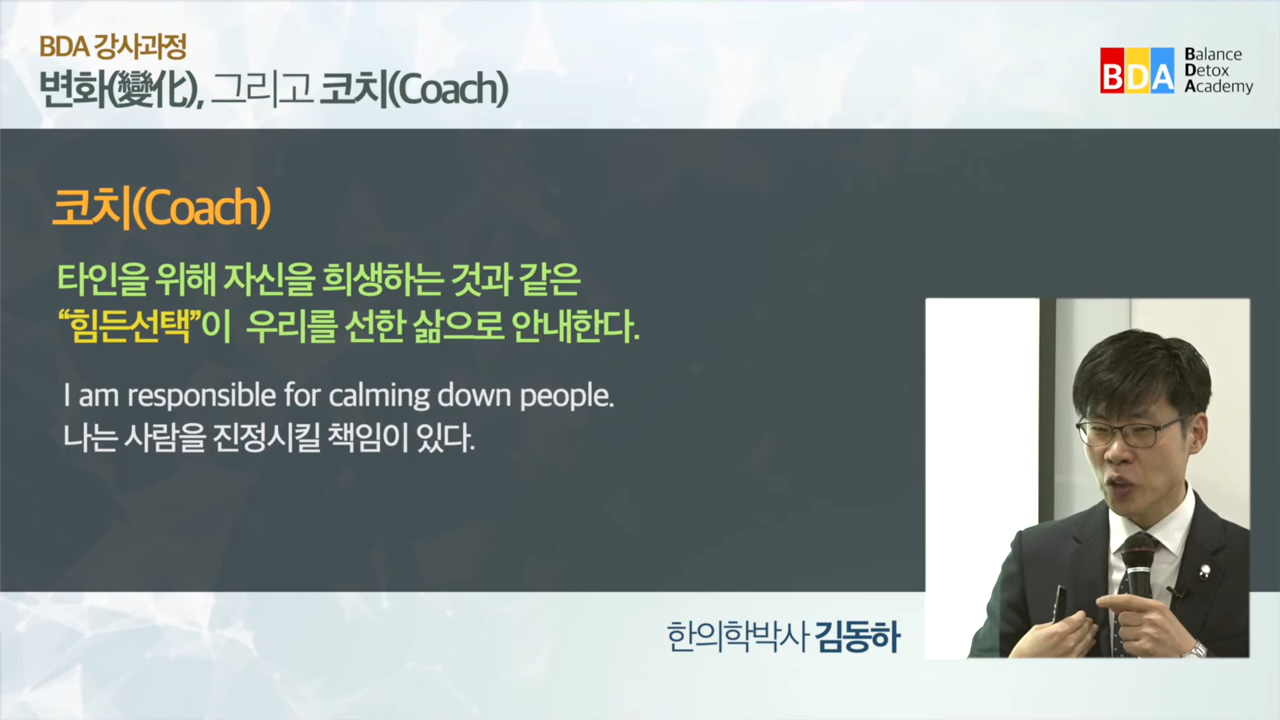 BDA 강사과정
변화(變化), 그리고 코치(Coach)
BDA
Balance
Detox
Academy
코치(Coach)
타인을 위해 자신을 희생하는 것과 같은
“힘든선택”이 우리를 선한 삶으로 안내한다.
I am responsible for calming down people.
나는 사람을 진정시킬 책임이 있다.
한의학박사 김동하